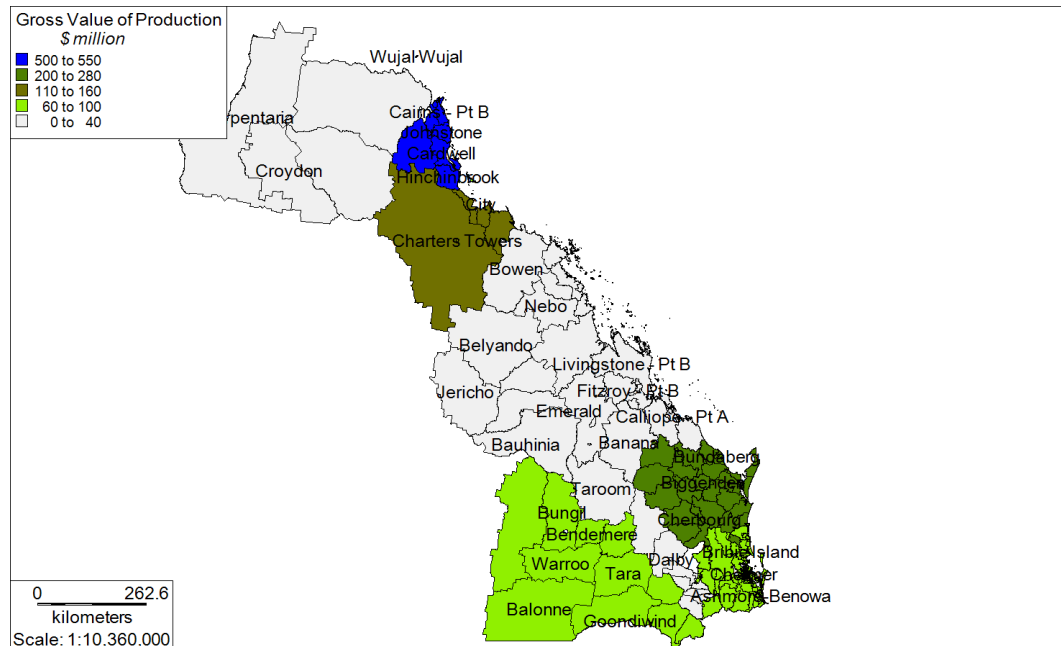 Gross Value of Production
$ million
500 to 550
200 to 280
110 to 160
60 to 100
0 to 40
Wujal-Wujal
Cairns - Pt B
rpentaria
Johnstone
Cardwell
Croydon
Hinchinbrook
City
Charters Towers
Bowen
Nebo
Belyando
Livingstone - Pt B
Jericho
Fitzroy - Pt B
Emerald
Calliope - Pt A
Bauhinia
Banana
Bundaberg
Biggenden
Taroom
Bungil
Cherbourg
Bendemere
Bribie Island
Warroo
Dalby
Tara
Ashmore-Benowa
Balonne
Goondiwind
0 262.6
kilometers
Scale: 1:10.360.000